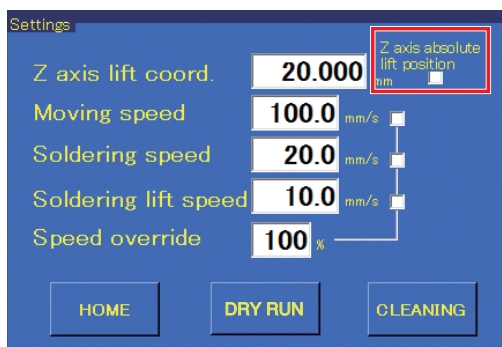 Settings
Z axis lift coord. 20.000 mm
Z axis absolute
lift position
Moving speed 100.0 mm/s
Soldering speed 20.0 mm/s
Soldering lift speed 10.0 mm/s
Speed override 100 %
HOME DRY RUN CLEANING